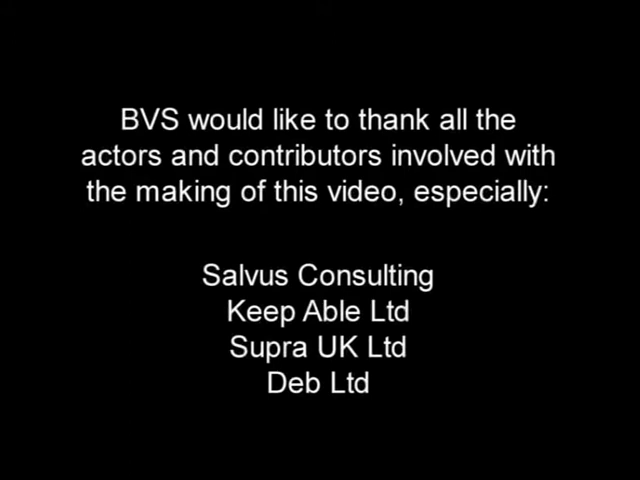 BVS would like to thank all the
actors and contributors involved with
the making of this video, especially:
Salvus Consulting
Keep Able Ltd
Supra UK Ltd
Deb Ltd